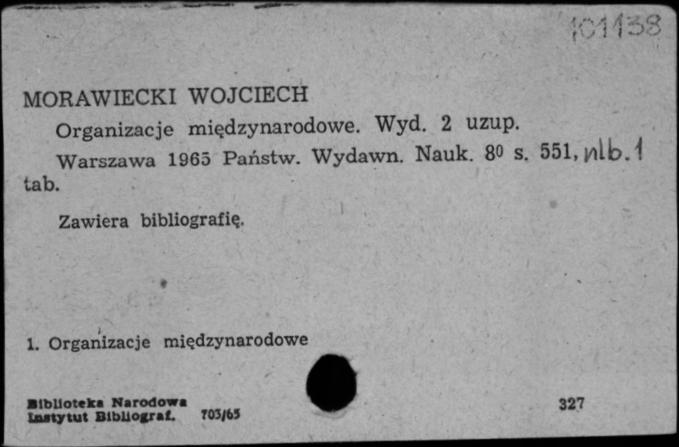 101138
MORAWIECKI WOJCIECH
Organizacje międzynarodowe. Wyd. 2 uzup.
Warszawa 1965 Państw. Wydawn. Nauk. 8⁰ s. 551, nlb. 1
tab.
Zawiera bibliografię.
1. Organizacje międzynarodowe
Biblioteka Narodowa
Instytut Bibliograf. 703/65
327